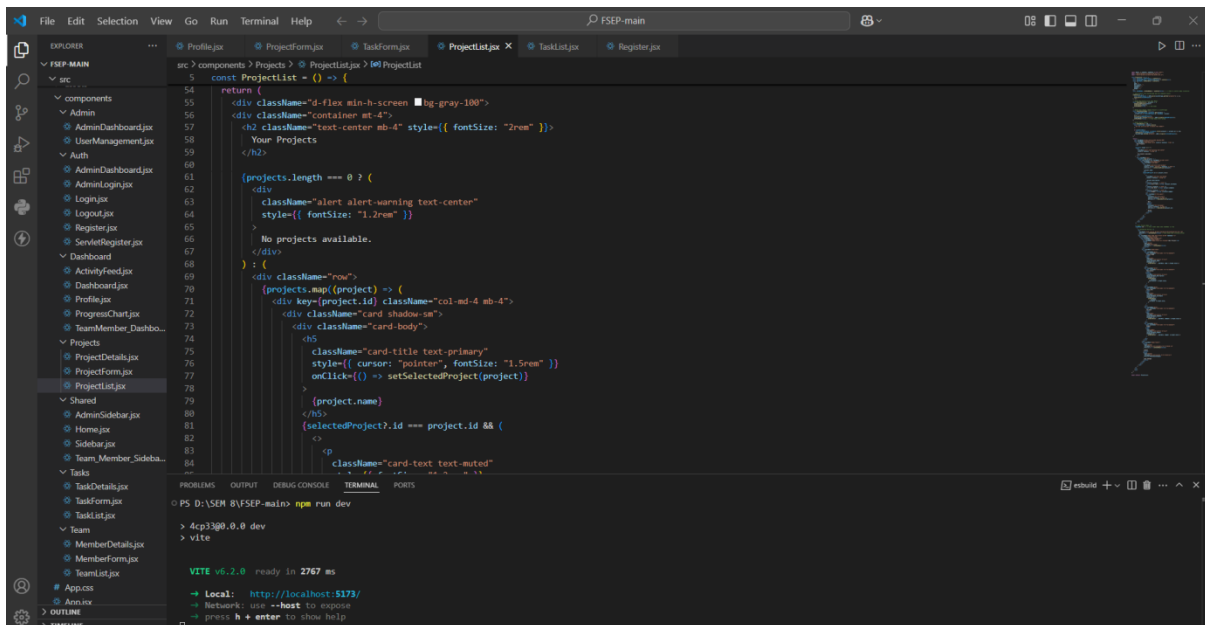 File Edit Selection View Go Run Terminal Help
FSEP-main
EXPLORER
FSEP-MAIN
src
components
Admin
AdminDashboard.jsx
UserManagement.jsx
Auth
AdminDashboard.jsx
AdminLogin.jsx
Login.jsx
Logout.jsx
Register.jsx
ServletRegister.jsx
Dashboard
ActivityFeed.jsx
Dashboard.jsx
Profile.jsx
ProgressChart.jsx
TeamMember_Dashbo...
Projects
ProjectDetails.jsx
ProjectForm.jsx
ProjectList.jsx
Shared
AdminSidebar.jsx
Home.jsx
Sidebar.jsx
Team_Member_Sideba...
Tasks
TaskDetails.jsx
TaskForm.jsx
TaskList.jsx
Team
MemberDetails.jsx
MemberForm.jsx
TeamList.jsx
App.css
App.jsx
OUTLINE
TIMELINE
Profile.jsx ProjectForm.jsx TaskForm.jsx ProjectList.jsx TaskList.jsx Register.jsx
src > components > Projects > ProjectList.jsx > ProjectList
5 const ProjectList = () => {
54 return (
55 <div className="d-flex min-h-screen bg-gray-100">
56 <div className="container mt-4">
57 <h2 className="text-center mb-4" style={{ fontSize: "2rem" }}>
58 Your Projects
59 </h2>
60
61 {projects.length === 0 ? (
62 <div
63 className="alert alert-warning text-center"
64 style={{ fontSize: "1.2rem" }}
65 >
66 No projects available.
67 </div>
68 ) : (
69 <div className="row">
70 {projects.map((project) => (
71 <div key={project.id} className="col-md-4 mb-4">
72 <div className="card shadow-sm">
73 <div className="card-body">
74 <h5
75 className="card-title text-primary"
76 style={{ cursor: "pointer", fontSize: "1.5rem" }}
77 onClick={() => setSelectedProject(project)}
78 >
79 {project.name}
80 </h5>
81 {selectedProject?.id === project.id && (
82 <>
83 <p
84 className="card-text text-muted"
PROBLEMS OUTPUT DEBUG CONSOLE TERMINAL PORTS
esbuild
PS D:\SEM 8\FSEP-main> npm run dev
> 4cp33@0.0.0 dev
> vite
VITE v6.2.0 ready in 2767 ms
➜ Local: http://localhost:5173/
➜ Network: use --host to expose
➜ press h + enter to show help